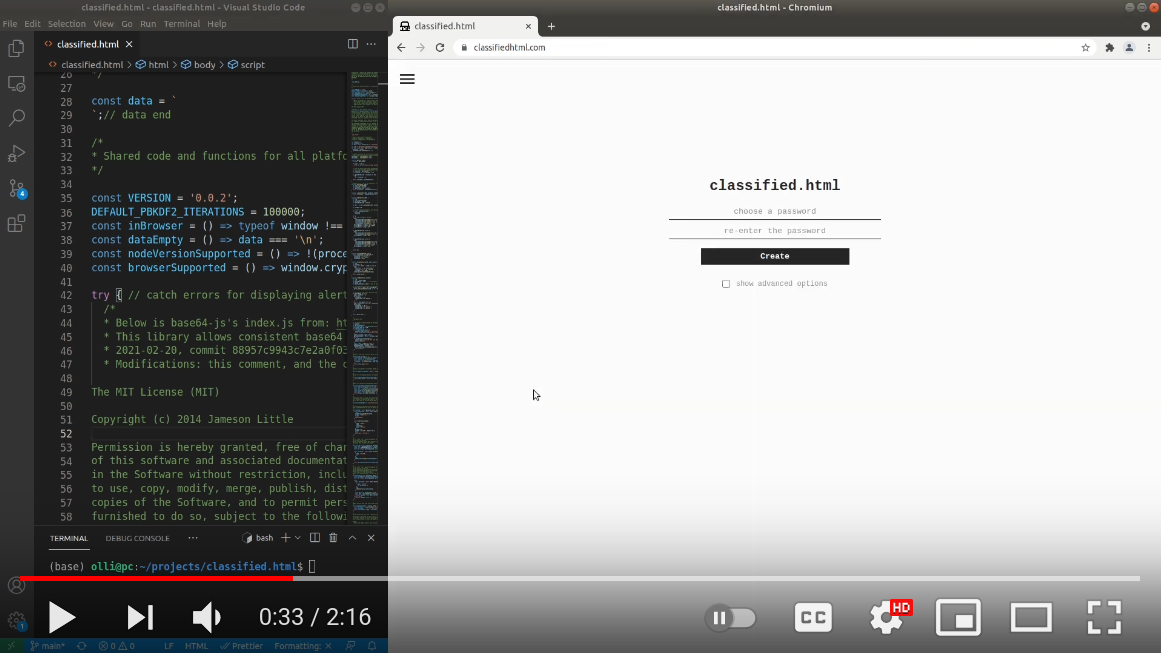 classified.html - classified.html - Visual Studio Code
File Edit Selection View Go Run Terminal Help
classified.html
classified.html > html > body > script
26 */
27
28 const data = `
29 `;// data end
30
31 /*
32 * Shared code and functions for all platfo
33 */
34
35 const VERSION = '0.0.2';
36 DEFAULT_PBKDF2_ITERATIONS = 100000;
37 const inBrowser = () => typeof window !==
38 const dataEmpty = () => data === '\n';
39 const nodeVersionSupported = () => !(proce
40 const browserSupported = () => window.cryp
41
42 try { // catch errors for displaying alert
43 /*
44 * Below is base64-js's index.js from: ht
45 * This library allows consistent base64
46 * 2021-02-20, commit 88957c9943c7e2a0f03
47 * Modifications: this comment, and the c
48
49 The MIT License (MIT)
50
51 Copyright (c) 2014 Jameson Little
52
53 Permission is hereby granted, free of char
54 of this software and associated documentat
55 in the Software without restriction, inclu
56 to use, copy, modify, merge, publish, dist
57 copies of the Software, and to permit pers
58 furnished to do so, subject to the followi
4
TERMINAL DEBUG CONSOLE ··· bash
(base) olli@pc:~/projects/classified.html$
1
main* 0 0 LF HTML Prettier Formatting: ×
classified.html - Chromium
classified.html
classifiedhtml.com
classified.html
choose a password
re-enter the password
Create
show advanced options
0:33 / 2:16
CC
HD